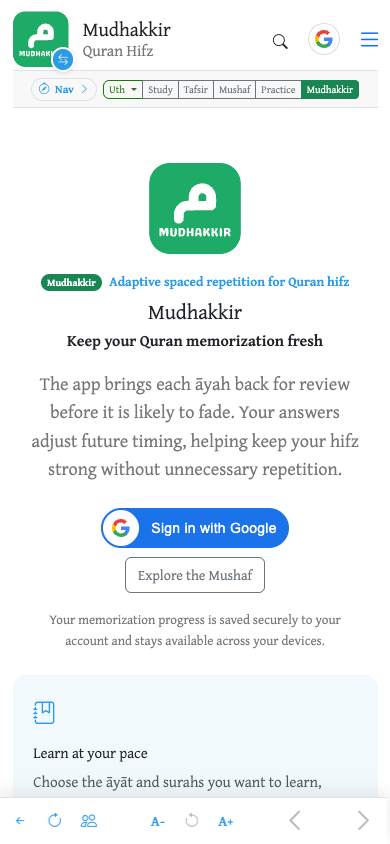 Mudhakkir
Quran Hifz
MUDHAKKIR
Nav
Uth Study Tafsir Mushaf Practice Mudhakkir
م
MUDHAKKIR
Mudhakkir Adaptive spaced repetition for Quran hifz
Mudhakkir
Keep your Quran memorization fresh
The app brings each āyah back for review
before it is likely to fade. Your answers
adjust future timing, helping keep your hifz
strong without unnecessary repetition.
Sign in with Google
Explore the Mushaf
Your memorization progress is saved securely to your
account and stays available across your devices.
Learn at your pace
Choose the āyāt and surahs you want to learn,
A- A+